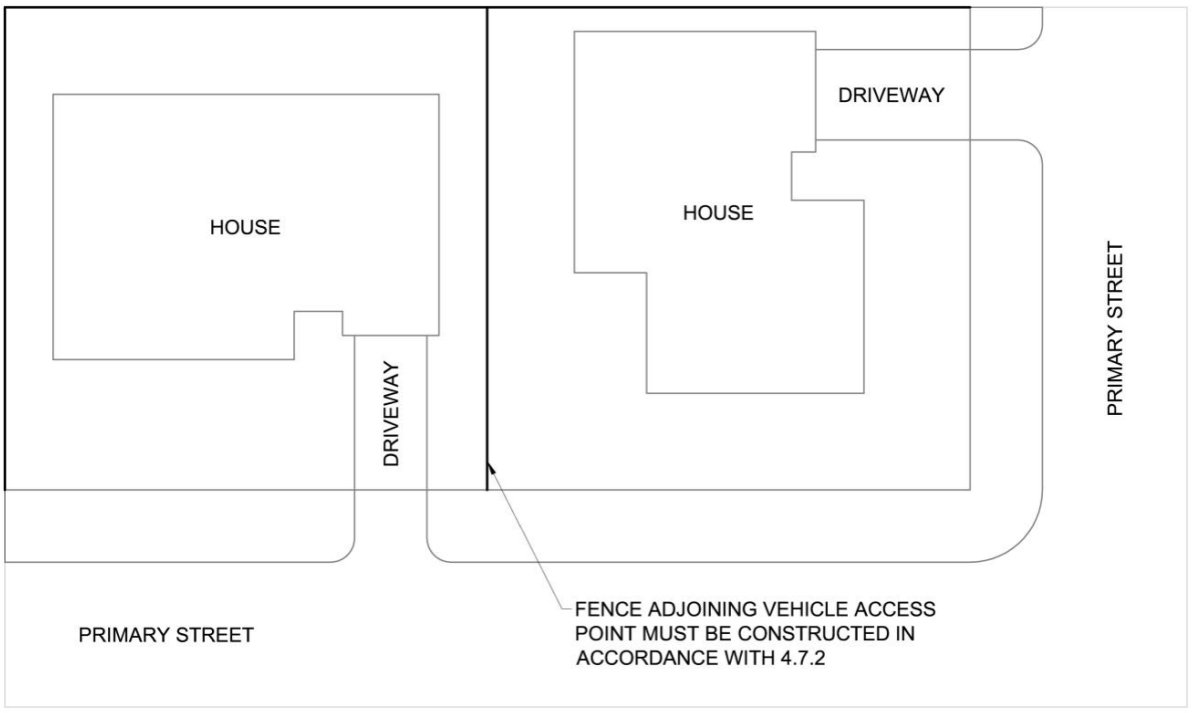 DRIVEWAY
HOUSE
HOUSE
DRIVEWAY
PRIMARY STREET
FENCE ADJOINING VEHICLE ACCESS
POINT MUST BE CONSTRUCTED IN
ACCORDANCE WITH 4.7.2
PRIMARY STREET